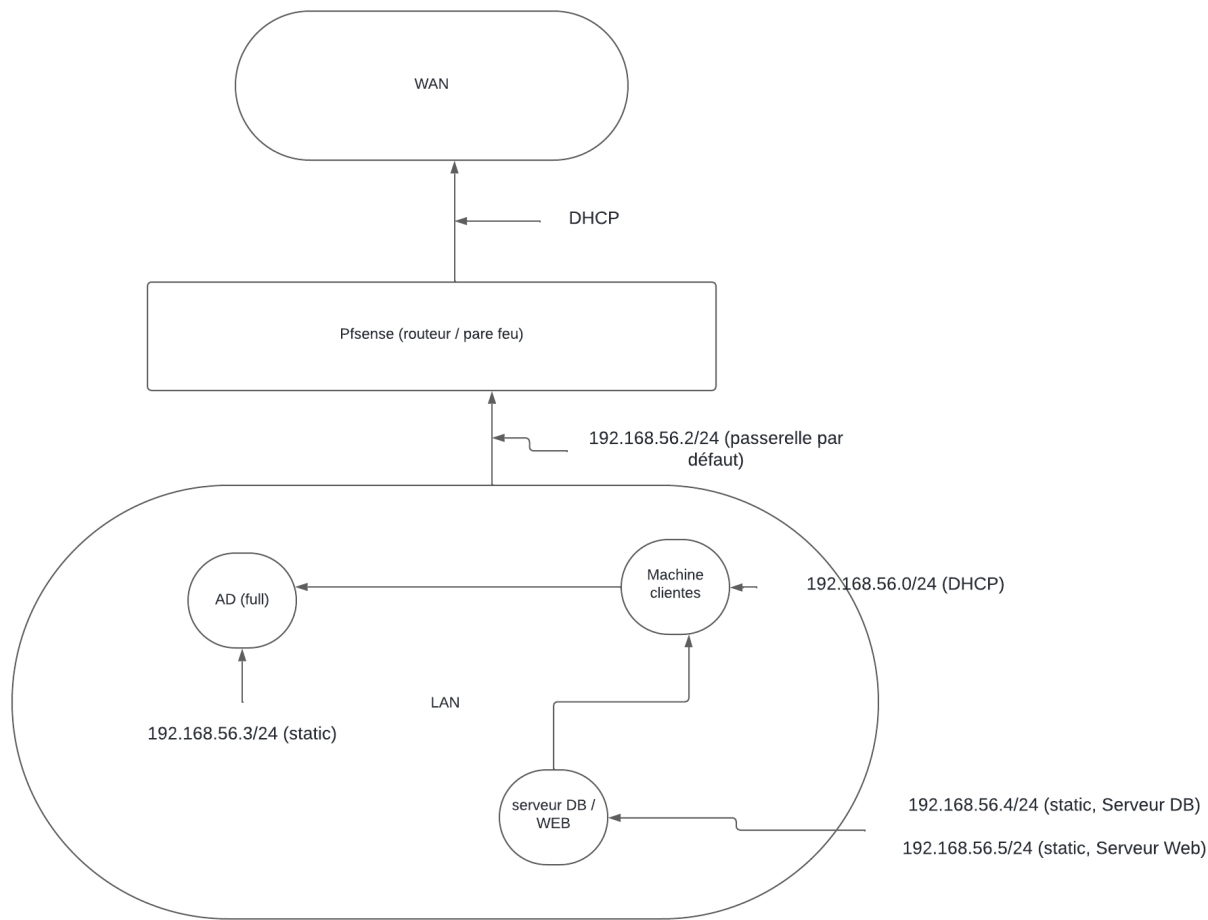 WAN
DHCP
Pfsense (routeur / pare feu)
192.168.56.2/24 (passerelle par
défaut)
Machine
clientes
192.168.56.0/24 (DHCP)
AD (full)
LAN
192.168.56.3/24 (static)
serveur DB /
WEB
192.168.56.4/24 (static, Serveur DB)
192.168.56.5/24 (static, Serveur Web)